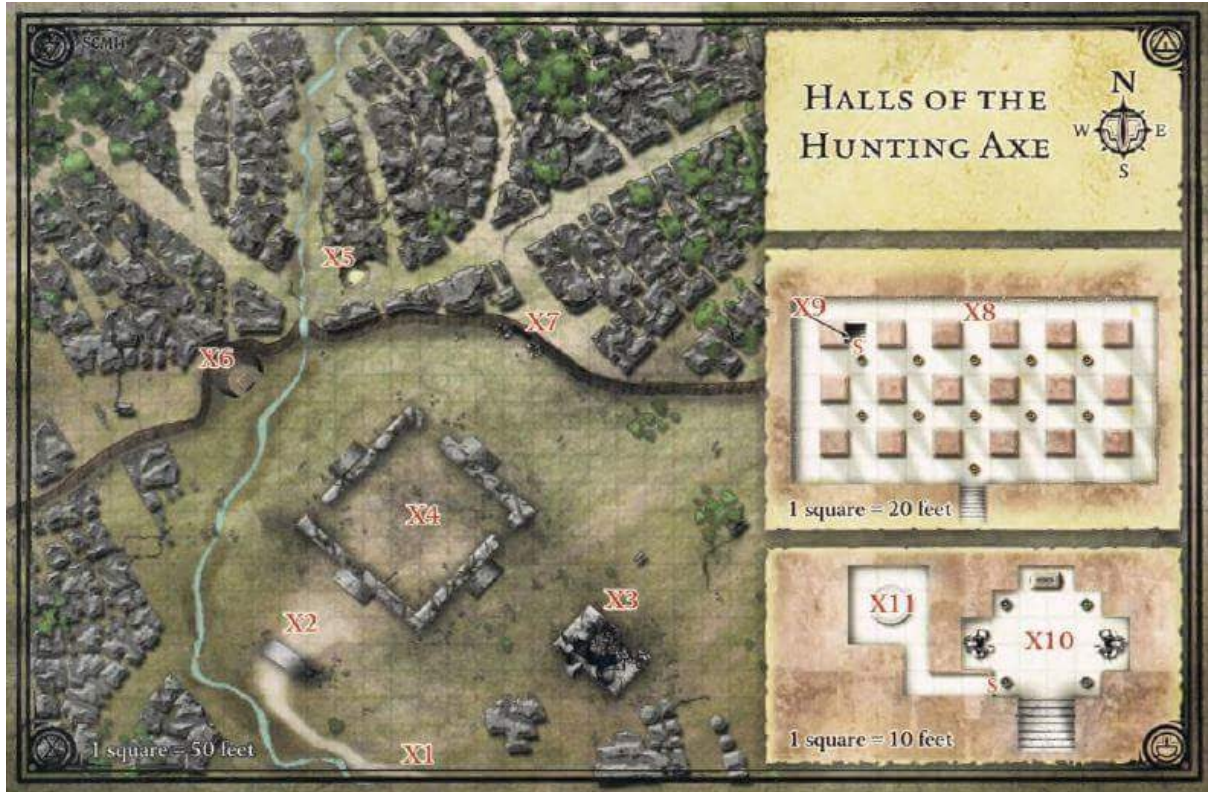 SCMH
HALLS OF THE
HUNTING AXE
N
W E
S
X5
X7
X6
X4
X3
X2
X1
1 square = 50 feet
X9
X8
S
1 square = 20 feet
X11
X10
S
1 square = 10 feet